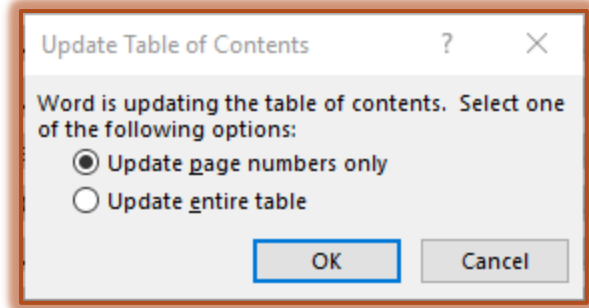 Update Table of Contents ?
Word is updating the table of contents. Select one
of the following options:
Update page numbers only
Update entire table
OK Cancel